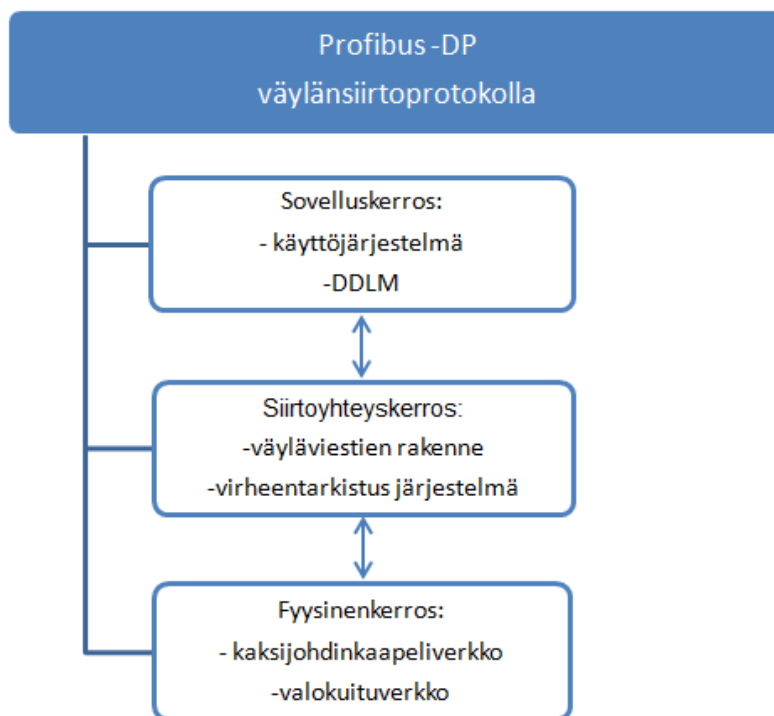 Profibus -DP
väylänsiirtoprotokolla
Sovelluskerros:
- käyttöjärjestelmä
-DDLM
Siirtoyhteyskerros:
-väyläviestien rakenne
-virheentarkistus järjestelmä
Fyysinenkerros:
- kaksijohdinkaapeliverkko
-valokuituverkko